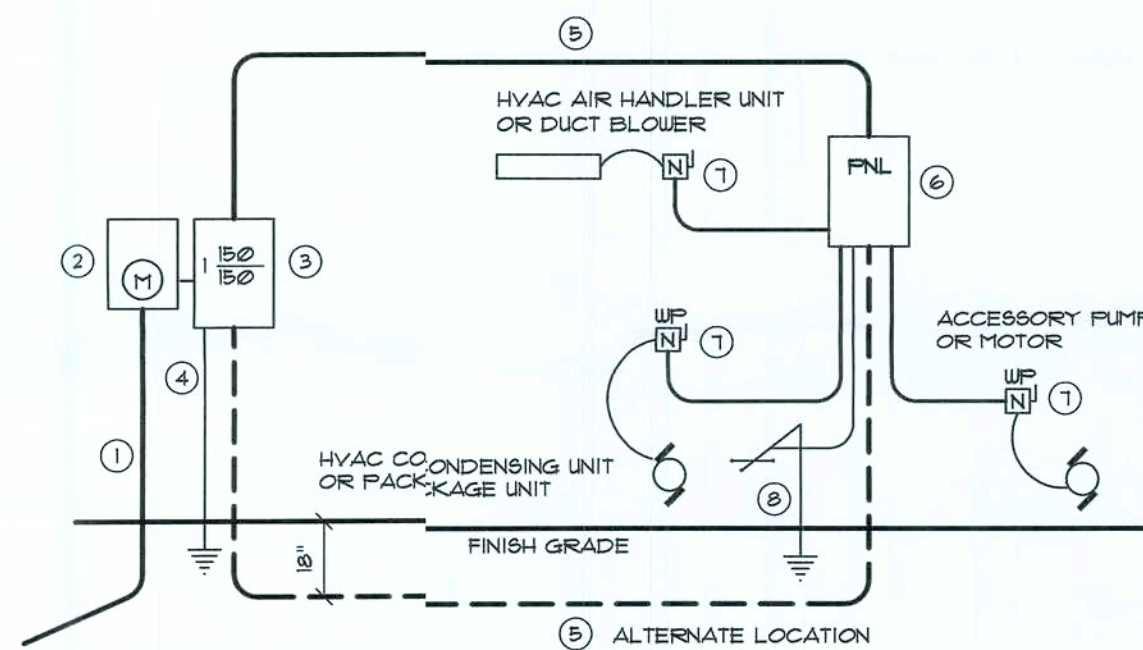 5
HVAC AIR HANDLER UNIT
OR DUCT BLOWER
N
7
PNL
6
2
M
1 150/150
3
WP
N
7
ACCESSORY PUMP
OR MOTOR
WP
N
7
4
1
HVAC CO ONDENSING UNIT
OR PACK KAGE UNIT
8
18"
FINISH GRADE
5 ALTERNATE LOCATION